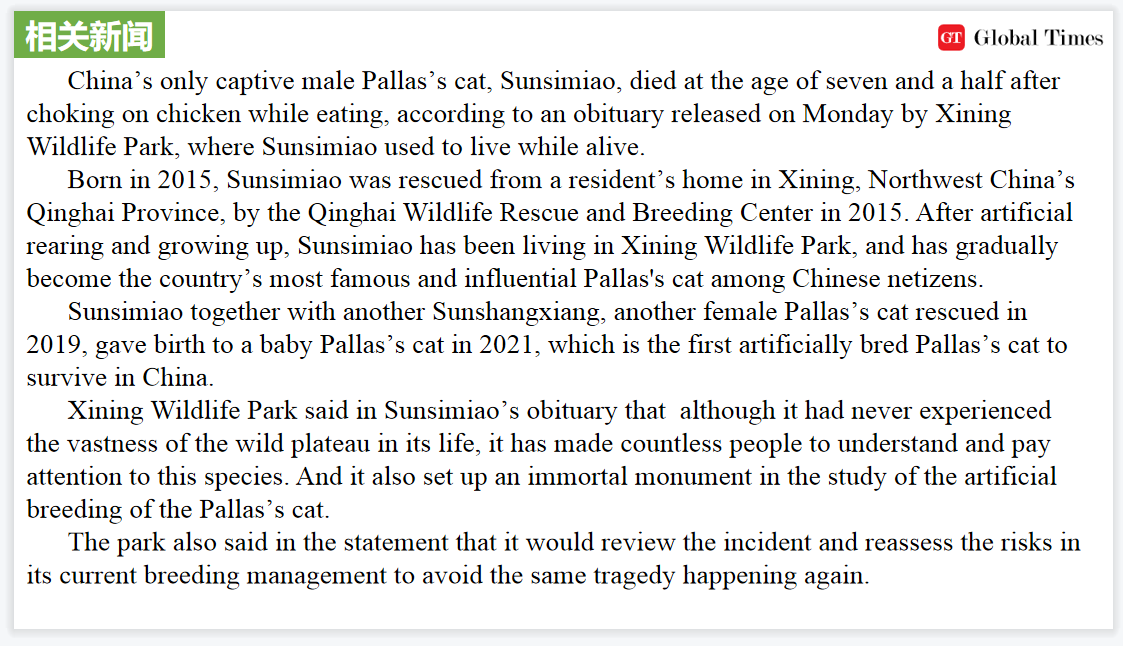 相关新闻
GT Global Times
China’s only captive male Pallas’s cat, Sunsimiao, died at the age of seven and a half after
choking on chicken while eating, according to an obituary released on Monday by Xining
Wildlife Park, where Sunsimiao used to live while alive.
Born in 2015, Sunsimiao was rescued from a resident’s home in Xining, Northwest China’s
Qinghai Province, by the Qinghai Wildlife Rescue and Breeding Center in 2015. After artificial
rearing and growing up, Sunsimiao has been living in Xining Wildlife Park, and has gradually
become the country’s most famous and influential Pallas's cat among Chinese netizens.
Sunsimiao together with another Sunshangxiang, another female Pallas’s cat rescued in
2019, gave birth to a baby Pallas’s cat in 2021, which is the first artificially bred Pallas’s cat to
survive in China.
Xining Wildlife Park said in Sunsimiao’s obituary that  although it had never experienced
the vastness of the wild plateau in its life, it has made countless people to understand and pay
attention to this species. And it also set up an immortal monument in the study of the artificial
breeding of the Pallas’s cat.
The park also said in the statement that it would review the incident and reassess the risks in
its current breeding management to avoid the same tragedy happening again.